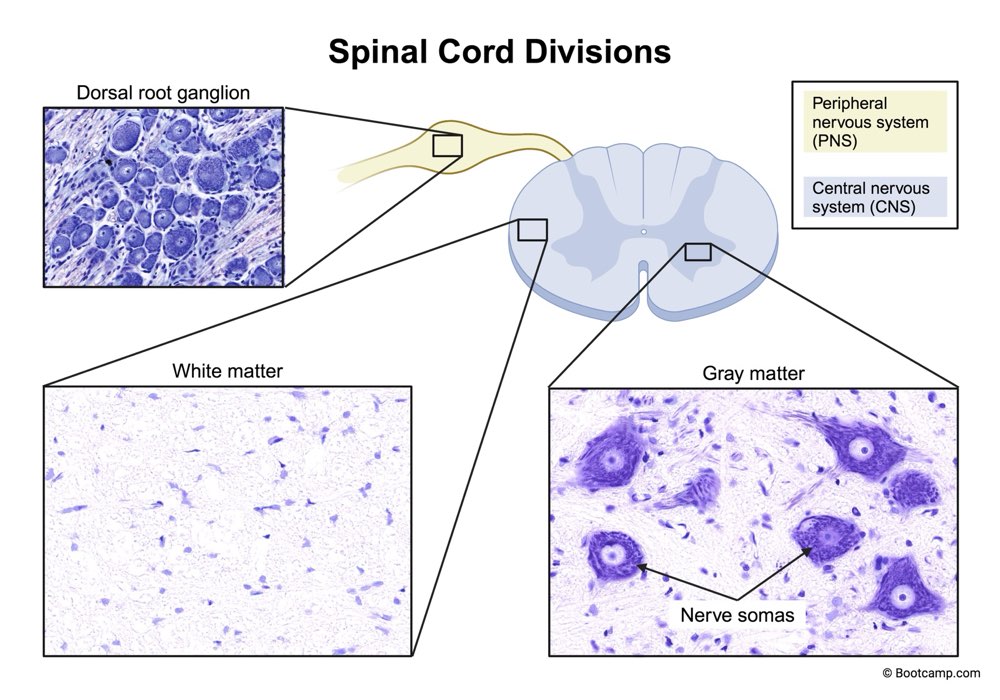 Spinal Cord Divisions
Dorsal root ganglion
Peripheral
nervous system
(PNS)
Central nervous
system (CNS)
White matter
Gray matter
Nerve somas
© Bootcamp.com